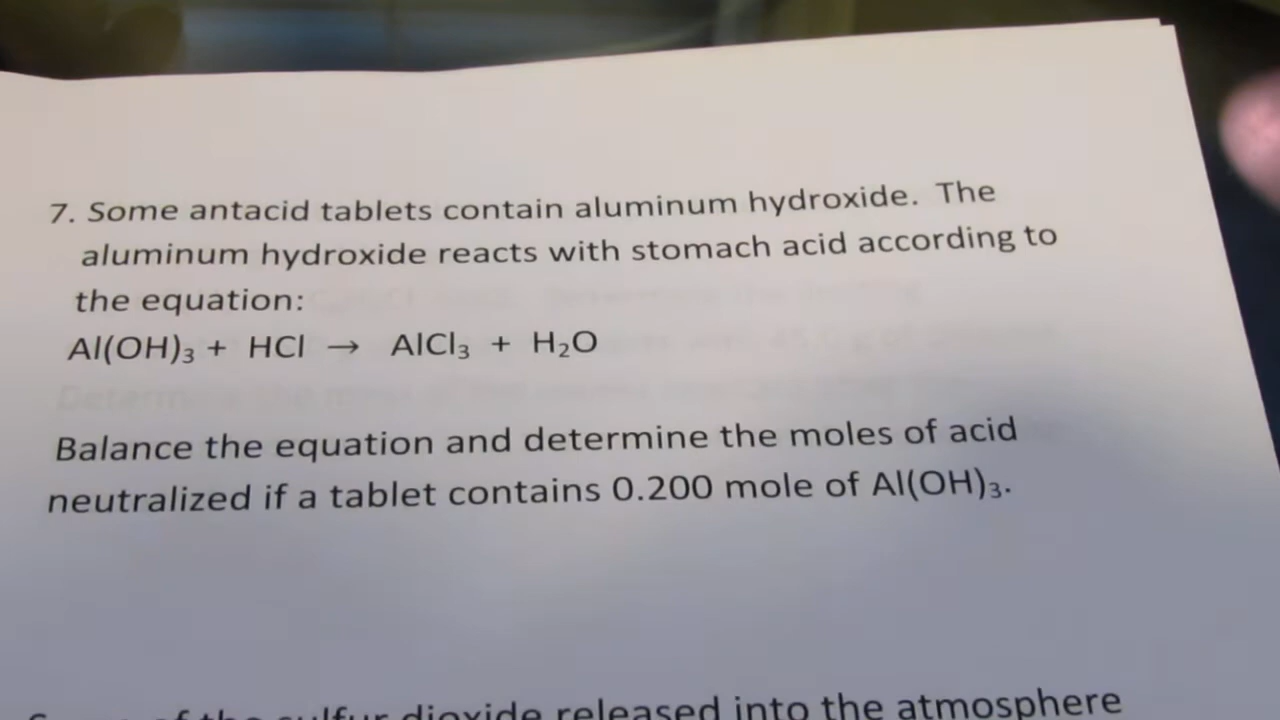 7. Some antacid tablets contain aluminum hydroxide. The
aluminum hydroxide reacts with stomach acid according to
the equation:
Al(OH)₃ + HCl → AlCl₃ + H₂O
Balance the equation and determine the moles of acid
neutralized if a tablet contains 0.200 mole of Al(OH)₃.
of the sulfur dioxide released into the atmosphere